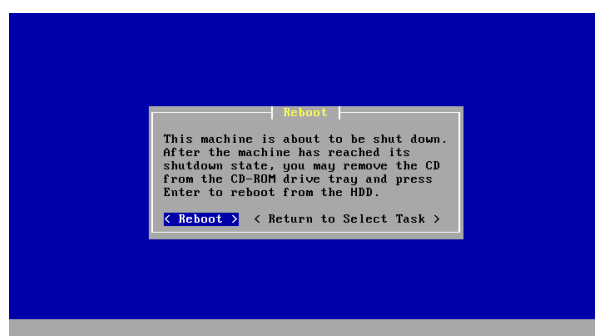 Reboot
This machine is about to be shut down.
After the machine has reached its
shutdown state, you may remove the CD
from the CD-ROM drive tray and press
Enter to reboot from the HDD.
< Reboot > < Return to Select Task >